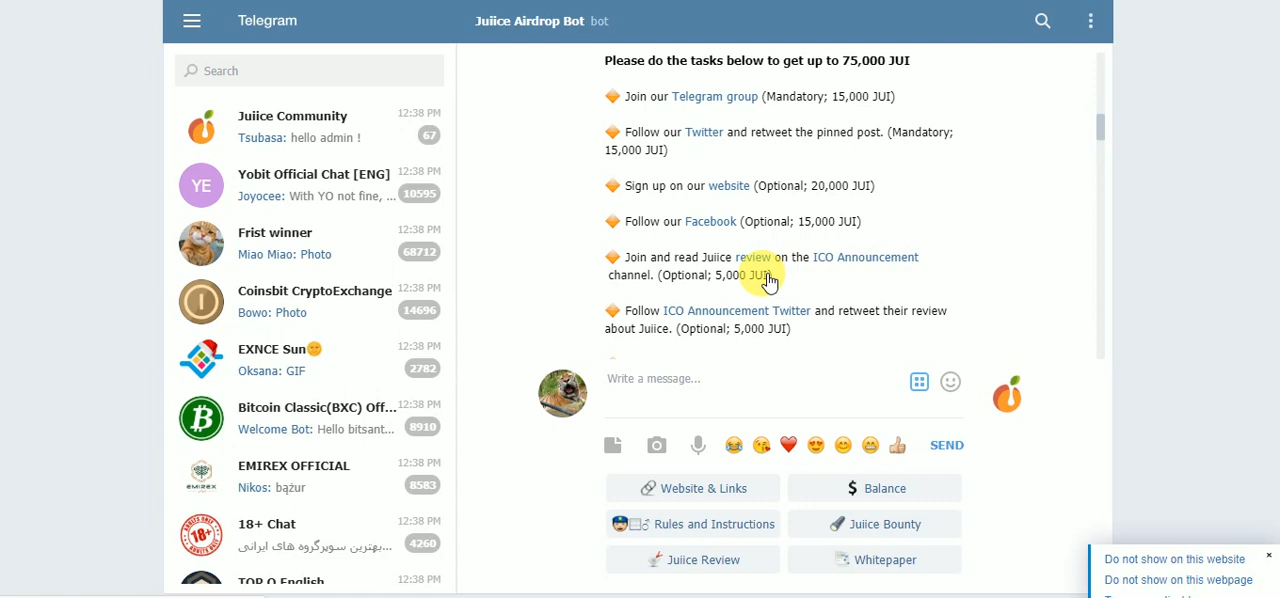 Telegram
Juiice Airdrop Bot bot
Search
Juiice Community 12:38 PM
Tsubasa: hello admin ! 67
YE
Yobit Official Chat [ENG] 12:38 PM
Joyocee: With YO not fine, ... 10595
Frist winner 12:38 PM
Miao Miao: Photo 68712
Coinsbit CryptoExchange 12:38 PM
Bowo: Photo 14696
EXNCE Sun🌞 12:38 PM
Oksana: GIF 2782
Bitcoin Classic(BXC) Off... 12:38 PM
Welcome Bot: Hello bitsant... 8910
EMIREX OFFICIAL 12:38 PM
Nikos: bąžur 8583
EMIREX
18+ Chat 12:38 PM
بهترین سوپرگروه های ایرانی... 4260
ADULTS ONLY
18+
TOP O English 12:38 PM
Please do the tasks below to get up to 75,000 JUI
🔶 Join our Telegram group (Mandatory; 15,000 JUI)
🔶 Follow our Twitter and retweet the pinned post. (Mandatory;
15,000 JUI)
🔶 Sign up on our website (Optional; 20,000 JUI)
🔶 Follow our Facebook (Optional; 15,000 JUI)
🔶 Join and read Juiice review on the ICO Announcement
channel. (Optional; 5,000 JUI)
🔶 Follow ICO Announcement Twitter and retweet their review
about Juiice. (Optional; 5,000 JUI)
Write a message...
SEND
Website & Links
$ Balance
Rules and Instructions
Juiice Bounty
Juiice Review
Whitepaper
Do not show on this website ×
Do not show on this webpage